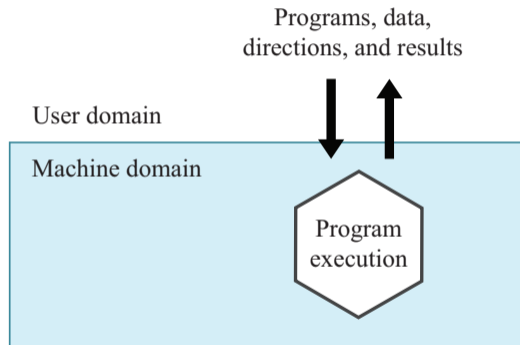 Programs, data,
directions, and results
User domain
Machine domain
Program
execution